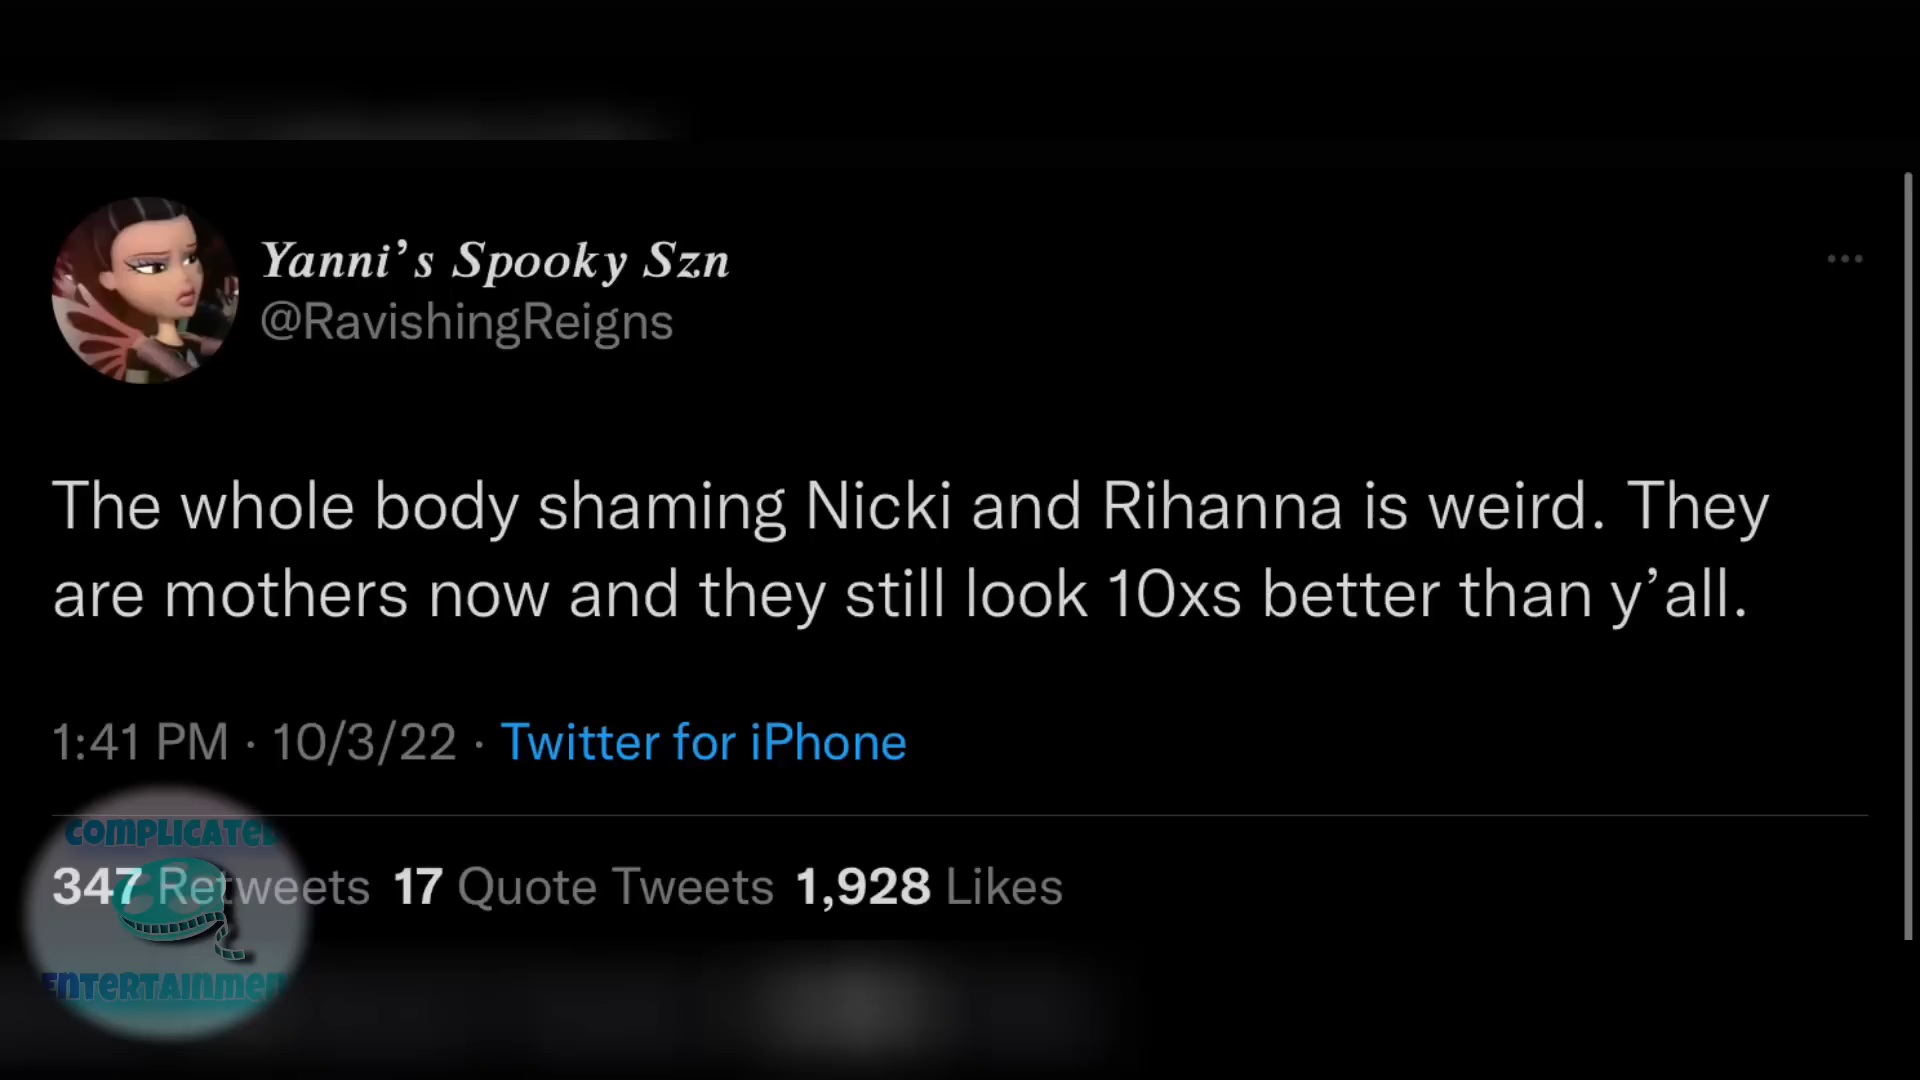 Yanni’s Spooky Szn
@RavishingReigns
The whole body shaming Nicki and Rihanna is weird. They
are mothers now and they still look 10xs better than y’all.
1:41 PM · 10/3/22 · Twitter for iPhone
COMPLICATED
347 Retweets 17 Quote Tweets 1,928 Likes
ENTERTAINMENT